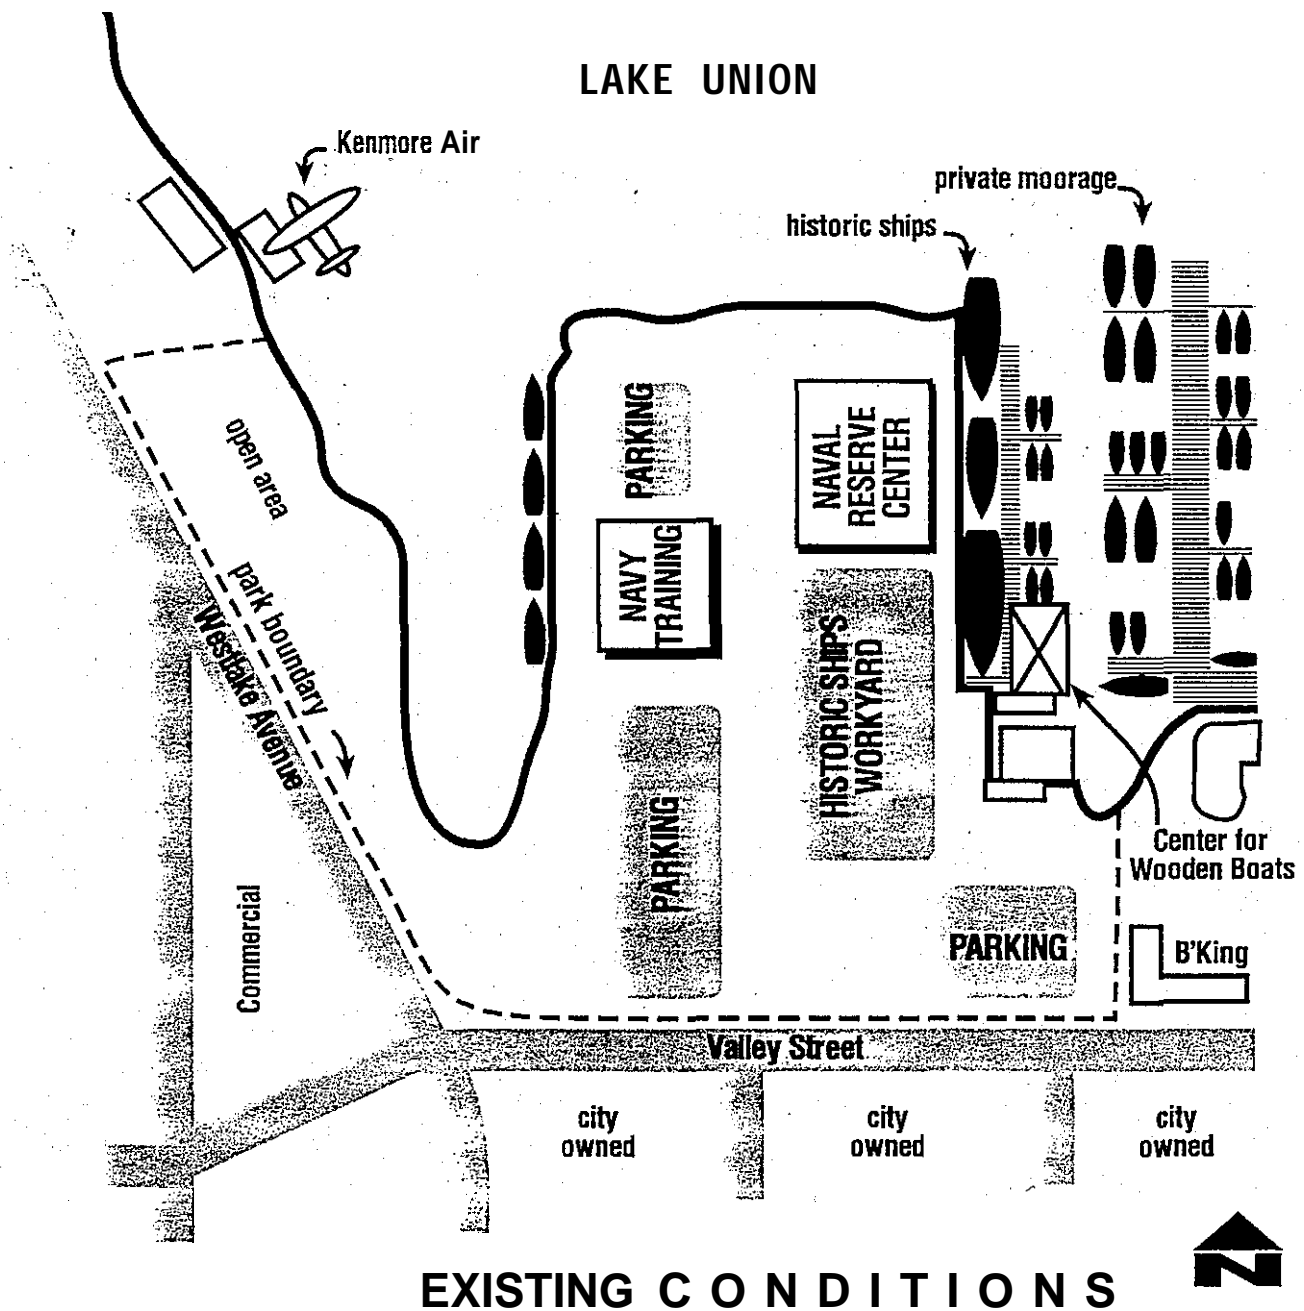 LAKE UNION
Kenmore Air
private moorage
historic ships
open area
PARKING
NAVAL
RESERVE
CENTER
NAVY
TRAINING
park boundary
Westlake Avenue
HISTORIC SHIPS
WORKYARD
PARKING
Center for
Wooden Boats
Commercial
PARKING
B'King
Valley Street
city
owned
city
owned
city
owned
N
EXISTING CONDITIONS